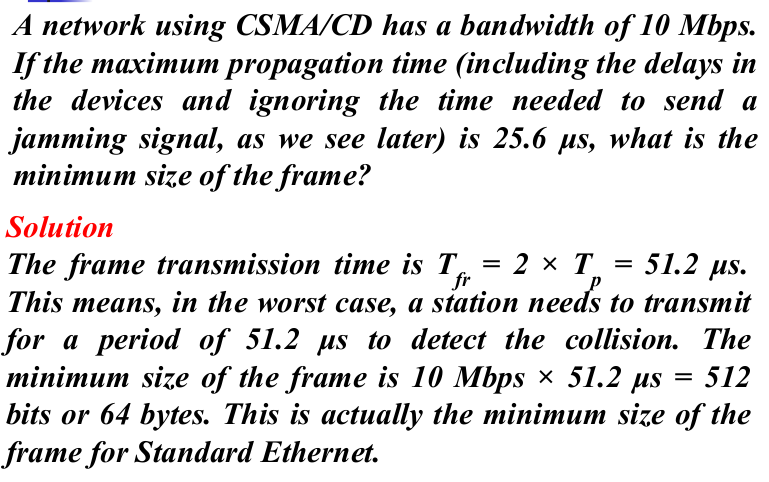 A network using CSMA/CD has a bandwidth of 10 Mbps.
If the maximum propagation time (including the delays in
the devices and ignoring the time needed to send a
jamming signal, as we see later) is 25.6 μs, what is the
minimum size of the frame?
Solution
The frame transmission time is Tfr = 2 × Tp = 51.2 μs.
This means, in the worst case, a station needs to transmit
for a period of 51.2 μs to detect the collision. The
minimum size of the frame is 10 Mbps × 51.2 μs = 512
bits or 64 bytes. This is actually the minimum size of the
frame for Standard Ethernet.